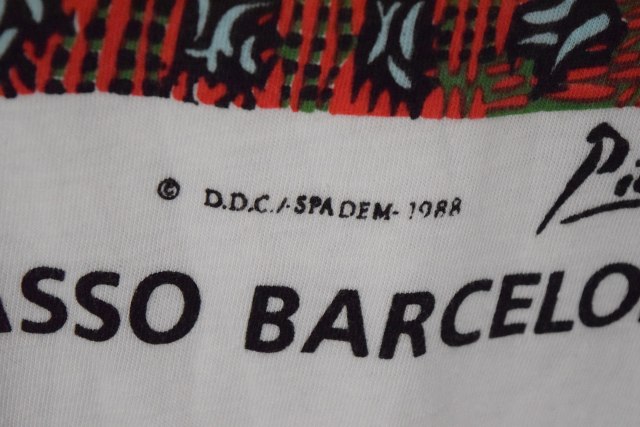 © D.D.C./-SPADEM- 1988
ASSO BARCELO